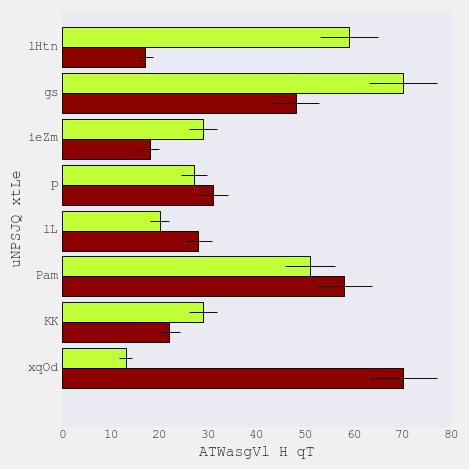 lHtn
gs
ieZm
p
lL
Pam
KK
xqOd
uNPSJQ xtLe
0 10 20 30 40 50 60 70 80
ATWasgVl H qT